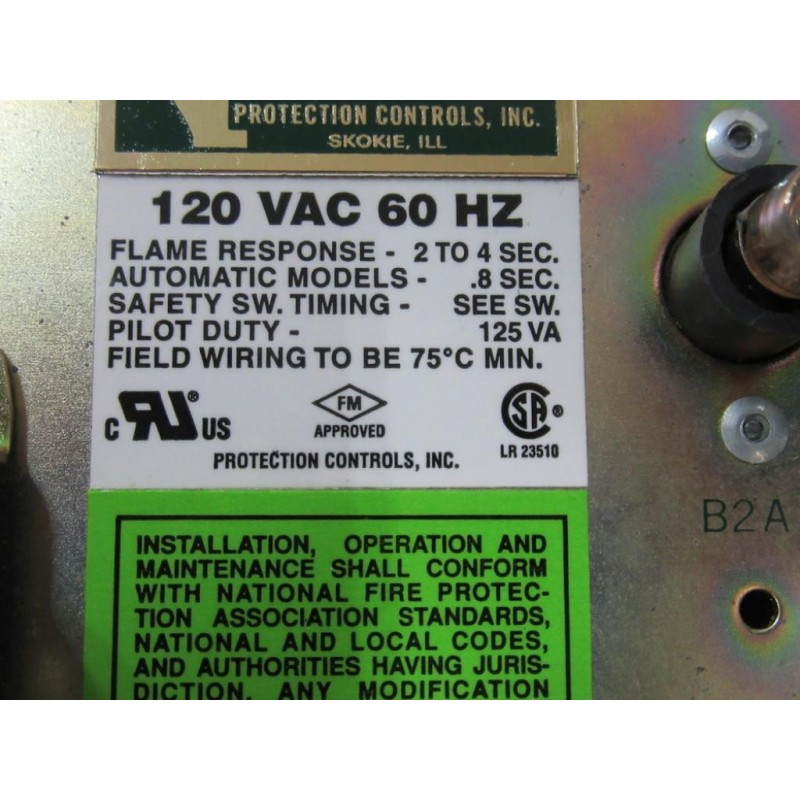 PROTECTION CONTROLS, INC.
SKOKIE, ILL
120 VAC 60 HZ
FLAME RESPONSE - 2 TO 4 SEC.
AUTOMATIC MODELS - .8 SEC.
SAFETY SW. TIMING - SEE SW.
PILOT DUTY - 125 VA
FIELD WIRING TO BE 75°C MIN.
C RU ® US
FM
APPROVED
SA ®
LR 23510
PROTECTION CONTROLS, INC.
B2A
INSTALLATION, OPERATION AND
MAINTENANCE SHALL CONFORM
WITH NATIONAL FIRE PROTEC-
TION ASSOCIATION STANDARDS,
NATIONAL AND LOCAL CODES,
AND AUTHORITIES HAVING JURIS-
DICTION. ANY MODIFICATION